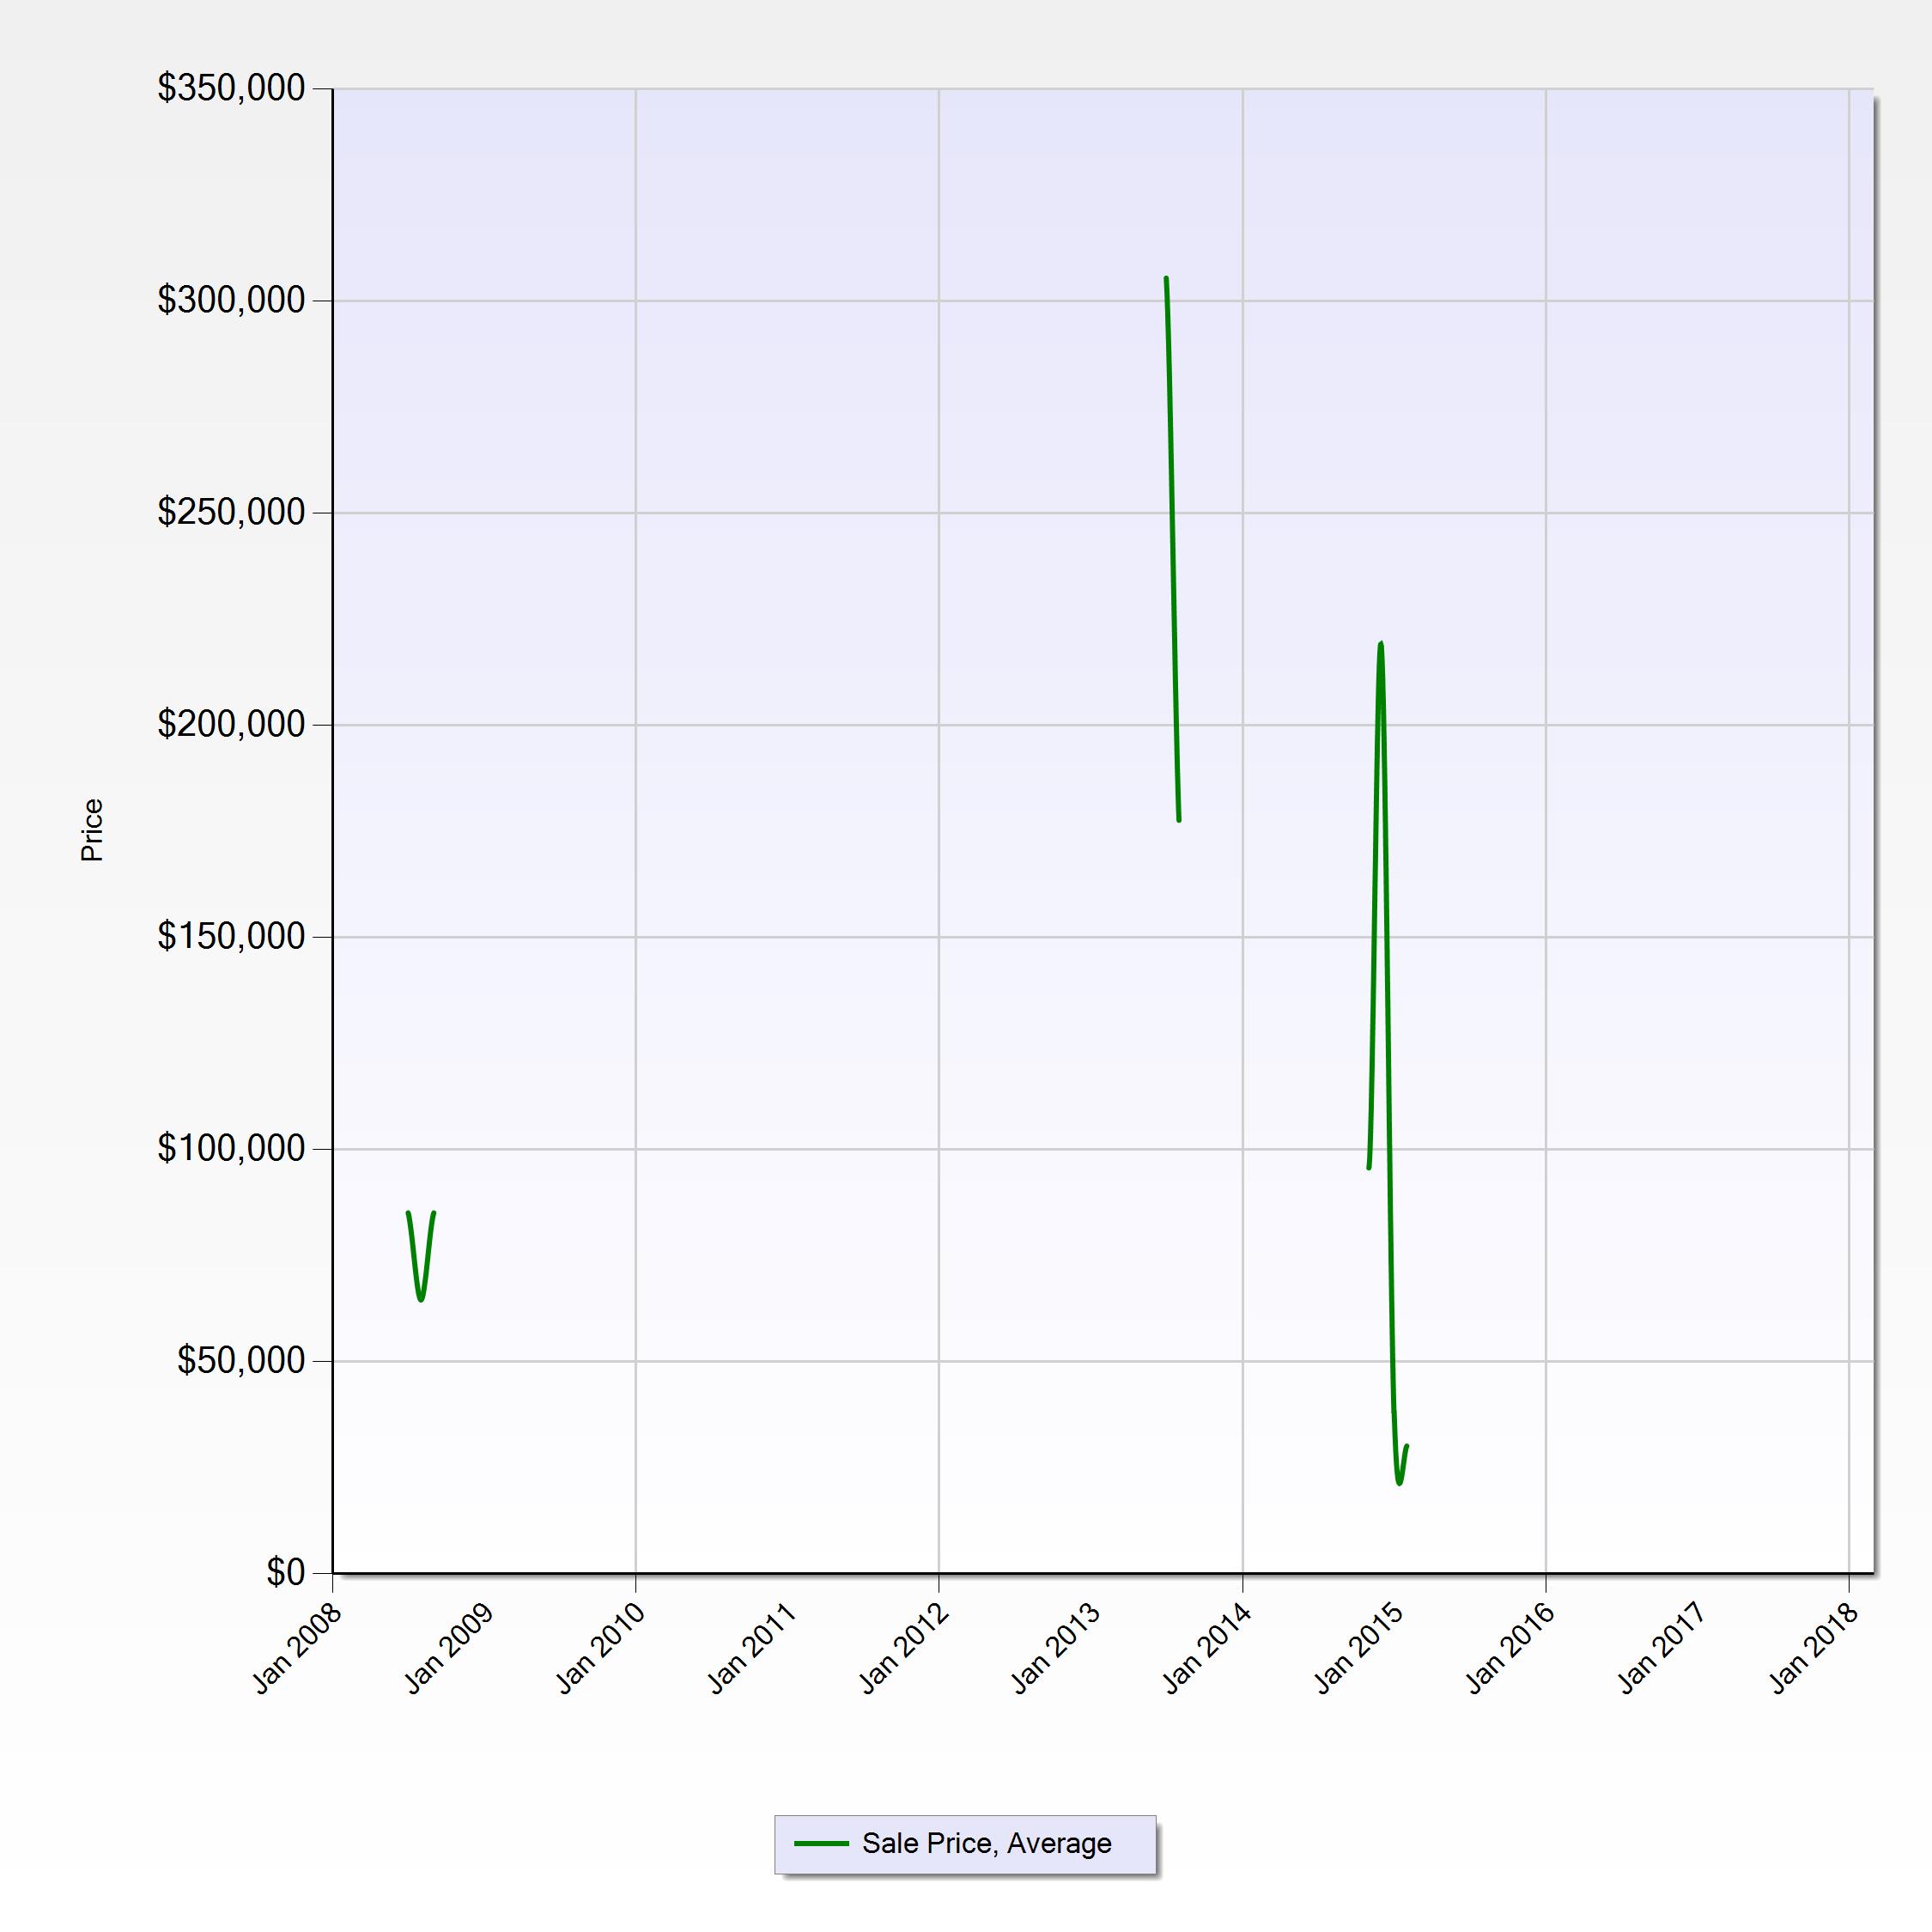 $350,000
$300,000
$250,000
$200,000
$150,000
$100,000
$50,000
$0
Price
Jan 2008
Jan 2009
Jan 2010
Jan 2011
Jan 2012
Jan 2013
Jan 2014
Jan 2015
Jan 2016
Jan 2017
Jan 2018
Sale Price, Average